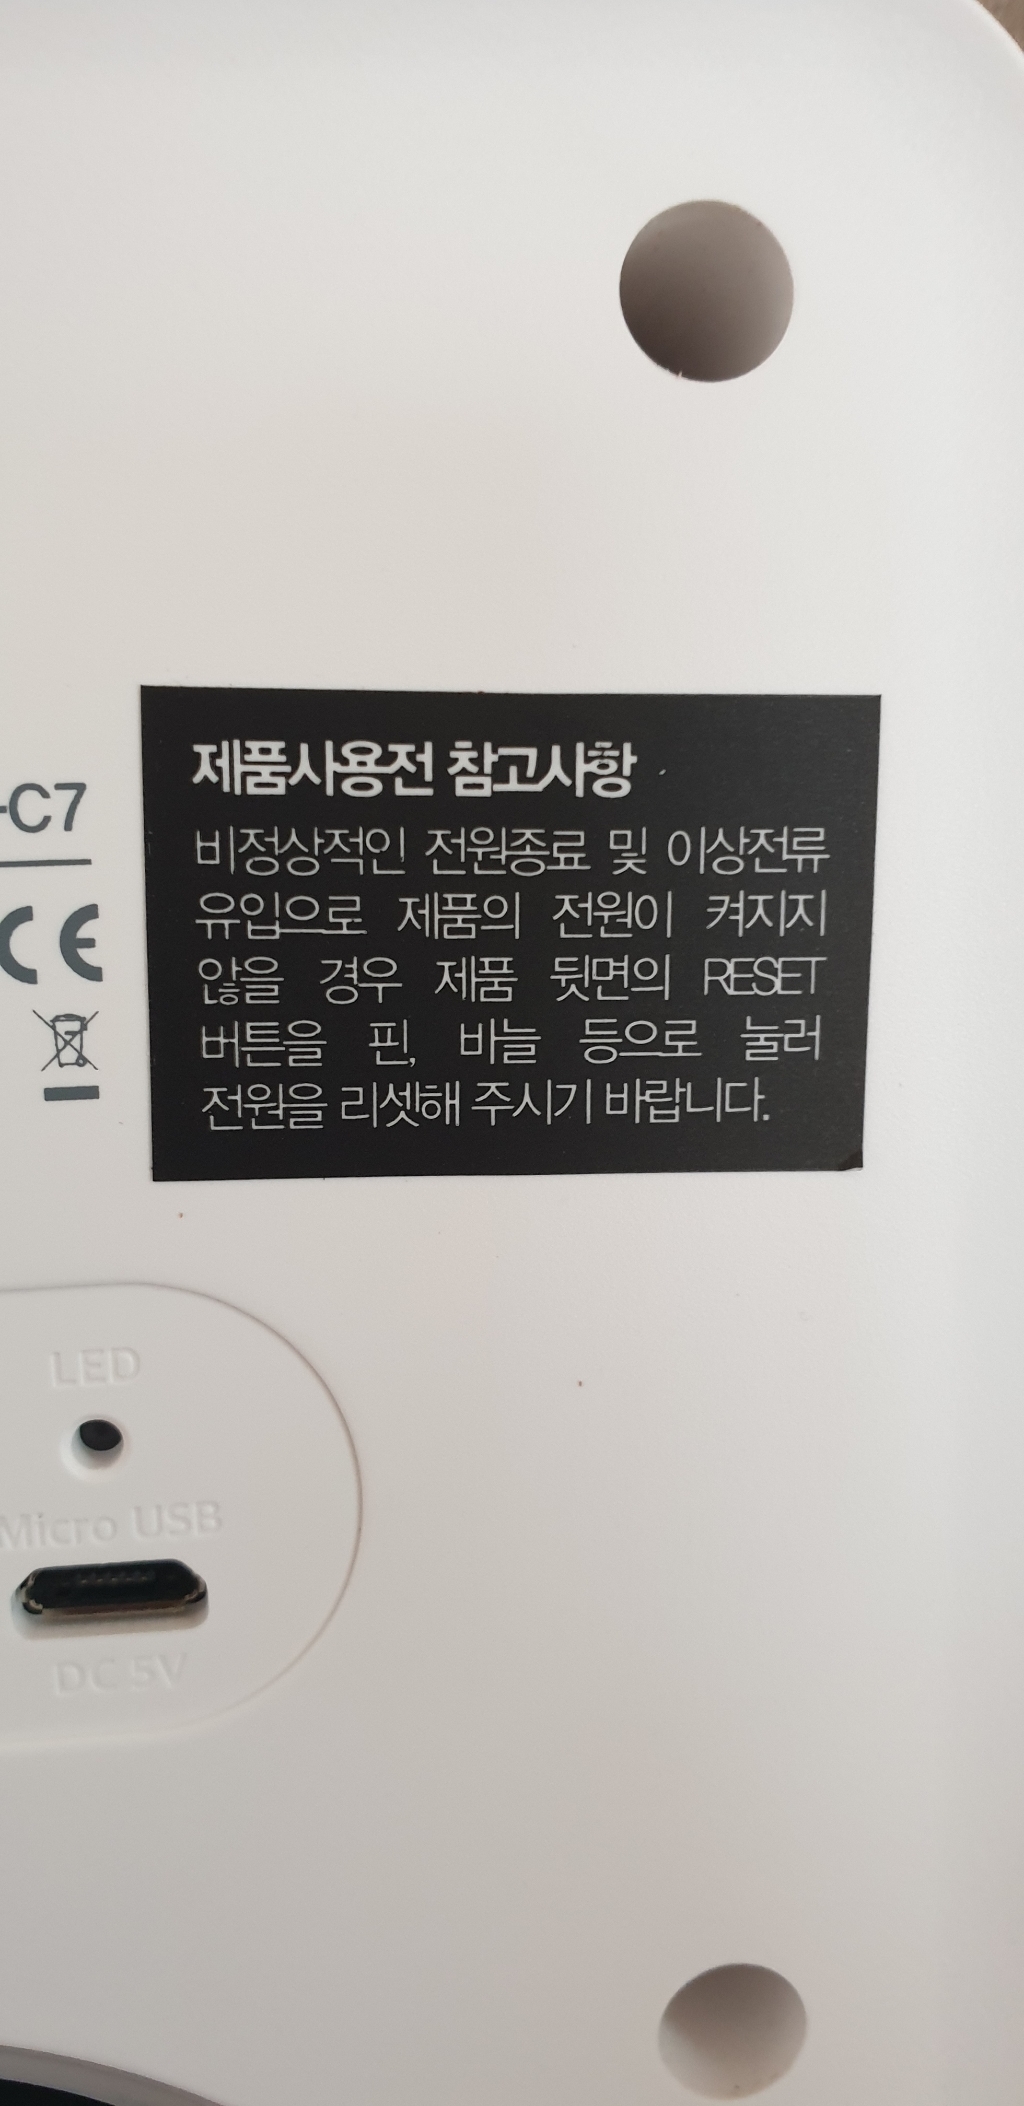 -C7
CE
제품사용전 참고사항
비정상적인 전원종료 및 이상전류
유입으로 제품의 전원이 켜지지
않을 경우 제품 뒷면의 RESET
버튼을 핀, 바늘 등으로 눌러
전원을 리셋해 주시기 바랍니다.
LED
Micro USB
DC 5V